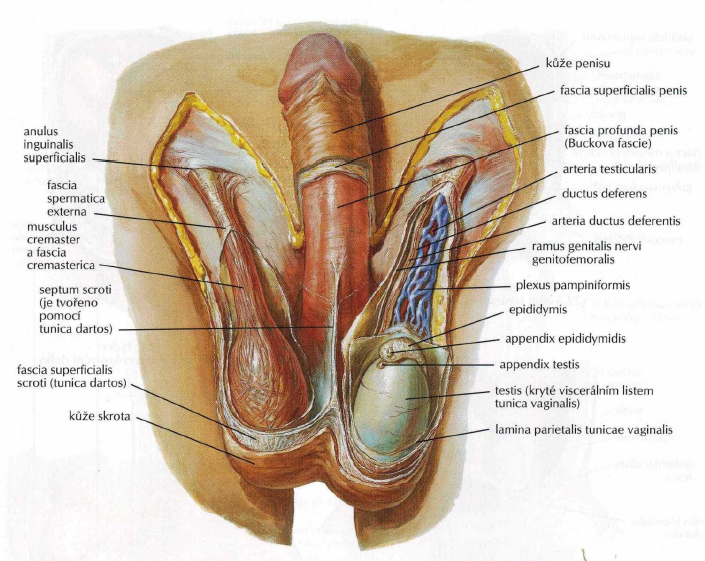 kůže penisu
fascia superficialis penis
fascia profunda penis
(Buckova fascie)
arteria testicularis
ductus deferens
arteria ductus deferentis
ramus genitalis nervi
genitofemoralis
plexus pampiniformis
epididymis
appendix epididymidis
appendix testis
testis (kryté viscerálním listem
tunica vaginalis)
lamina parietalis tunicae vaginalis
anulus
inguinalis
superficialis
fascia
spermatica
externa
musculus
cremaster
a fascia
cremasterica
septum scroti
(je tvořeno
pomocí
tunica dartos)
fascia superficialis
scroti (tunica dartos)
kůže skrota